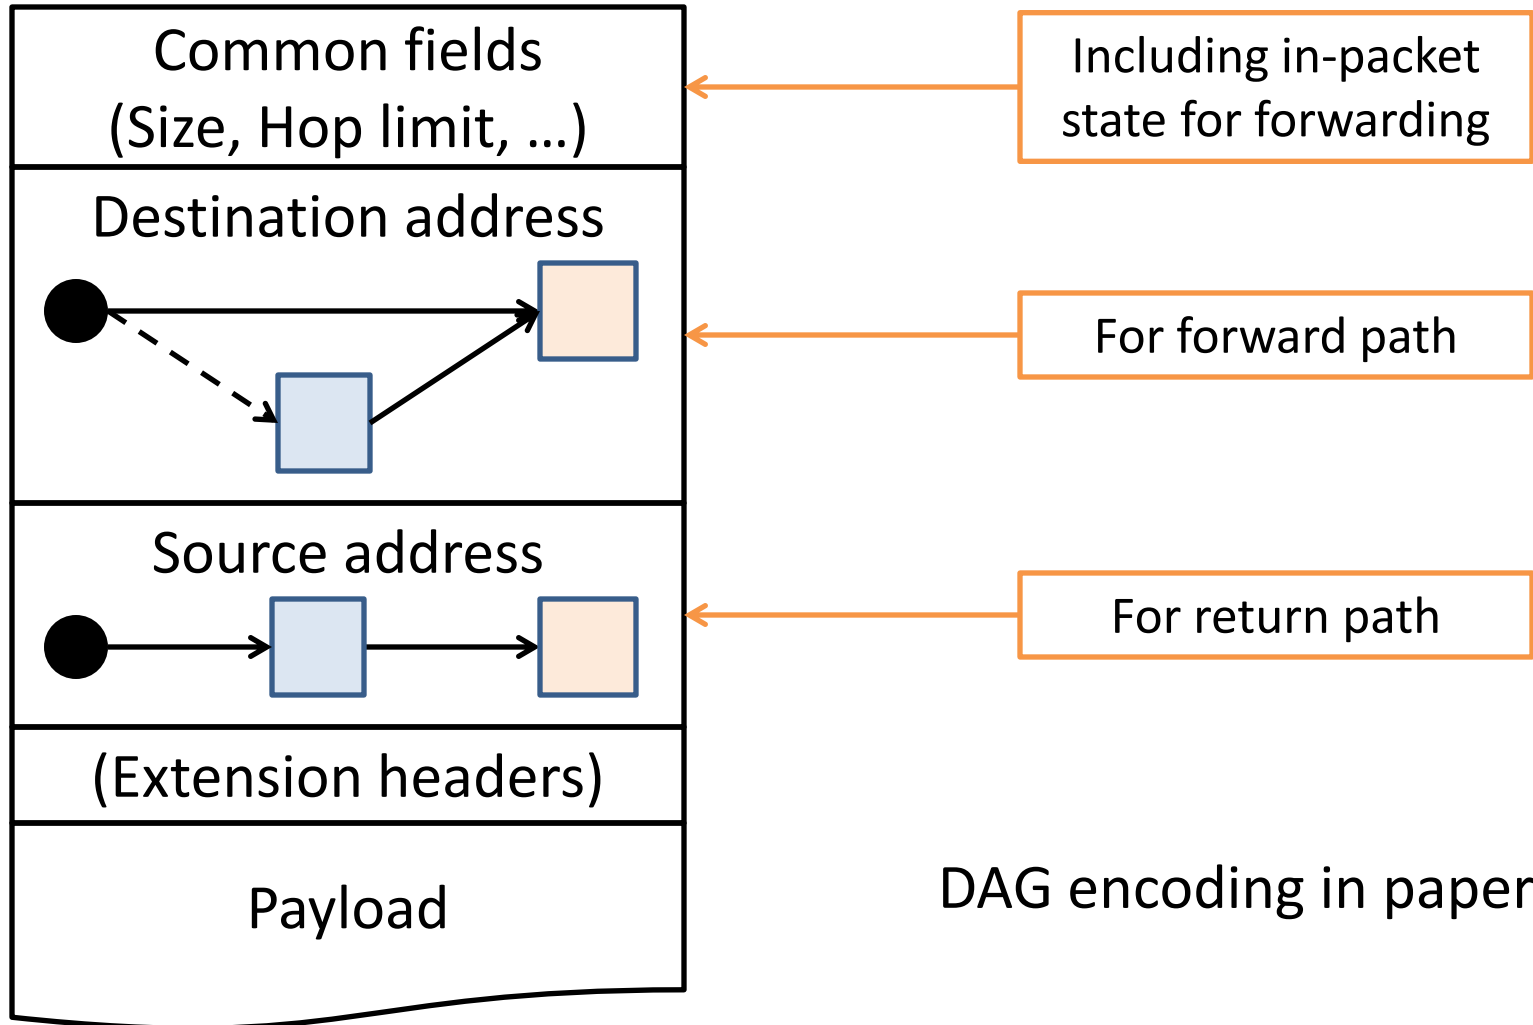 Common fields
(Size, Hop limit, ...)
Including in-packet
state for forwarding
Destination address
For forward path
Source address
For return path
(Extension headers)
Payload
DAG encoding in paper